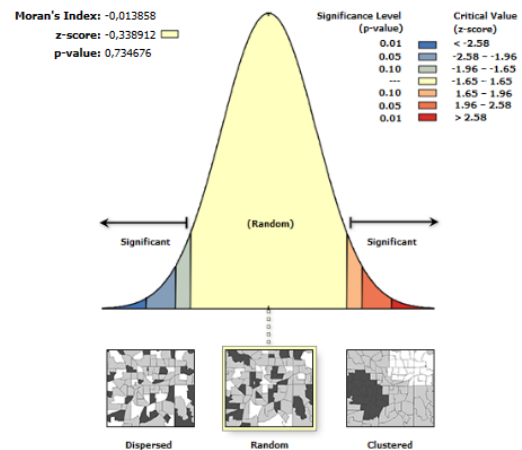 Moran's Index: -0,013858
z-score: -0,338912
p-value: 0,734676
Significance Level
(p-value)
Critical Value
(z-score)
0.01 < -2.58
0.05 -2.58 – -1.96
0.10 -1.96 – -1.65
--- -1.65 – 1.65
0.10 1.65 – 1.96
0.05 1.96 – 2.58
0.01 > 2.58
Significant
(Random)
Significant
Dispersed
Random
Clustered